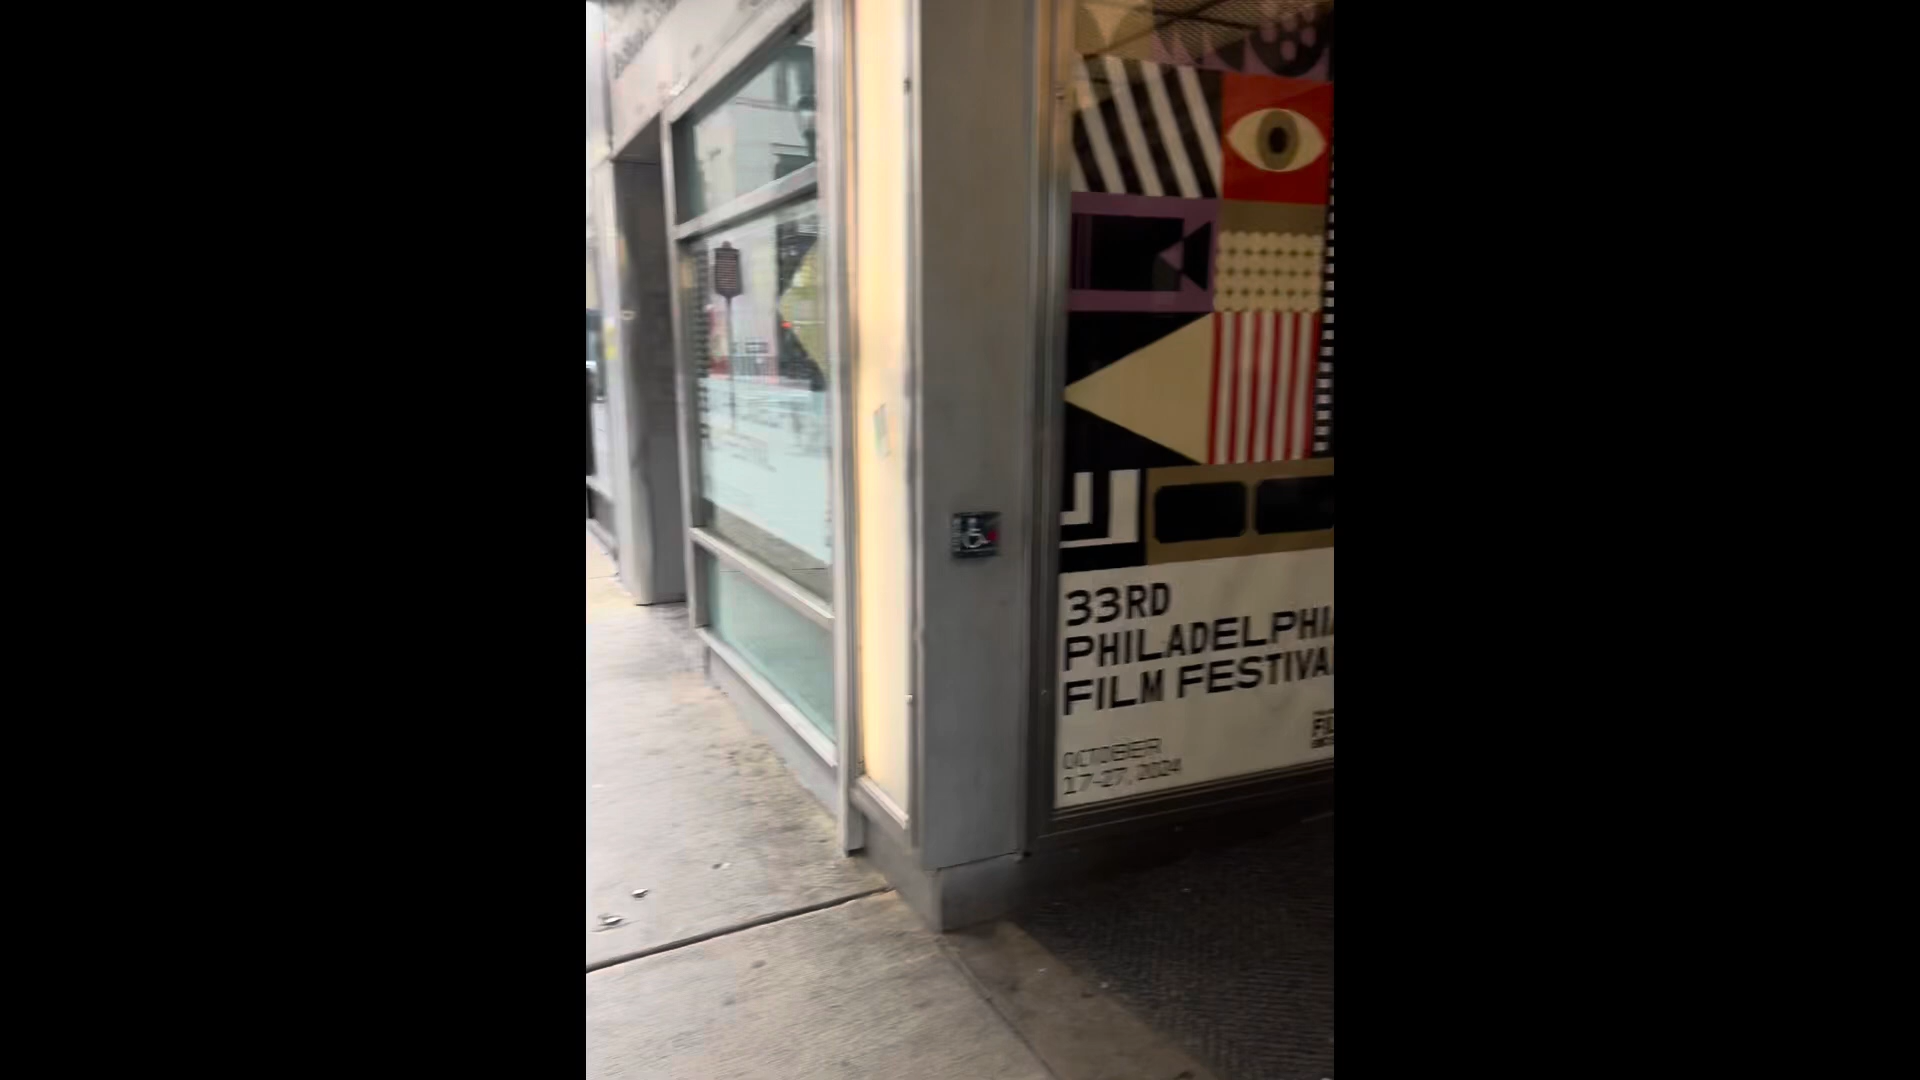 33RD
PHILADELPHIA
FILM FESTIVAL
OCTOBER
17-27, 2024